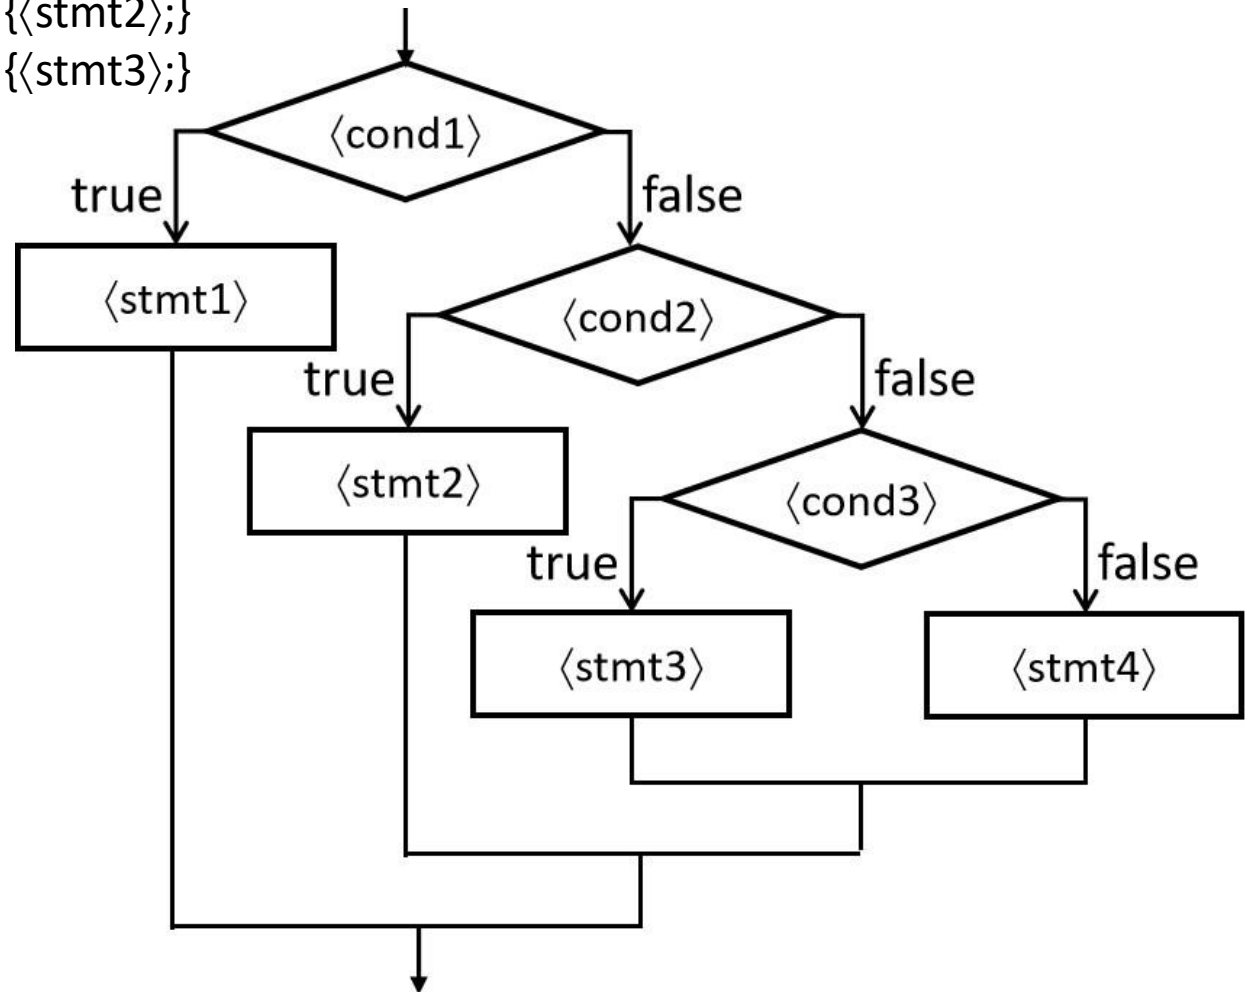 {⟨stmt2⟩;}
{⟨stmt3⟩;}
⟨cond1⟩
true
false
⟨stmt1⟩
⟨cond2⟩
true
false
⟨stmt2⟩
⟨cond3⟩
true
false
⟨stmt3⟩
⟨stmt4⟩